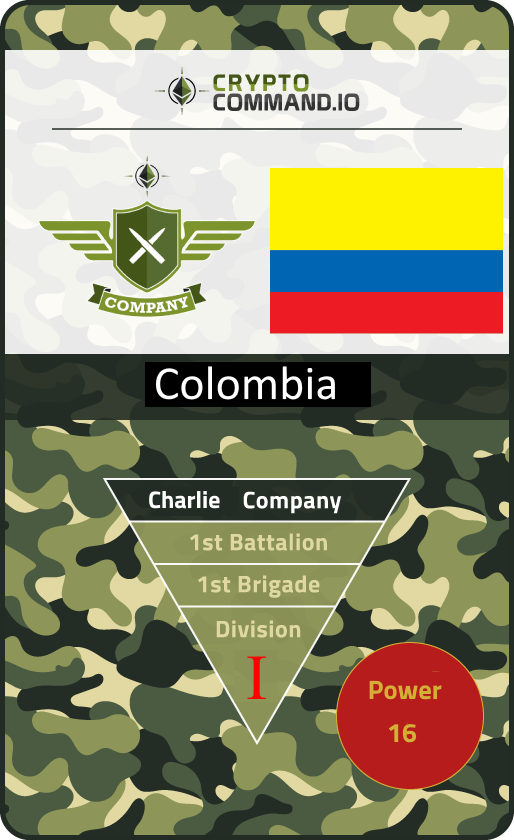 CRYPTO
COMMAND.IO
COMPANY
Colombia
Charlie Company
1st Battalion
1st Brigade
Division
I
Power
16